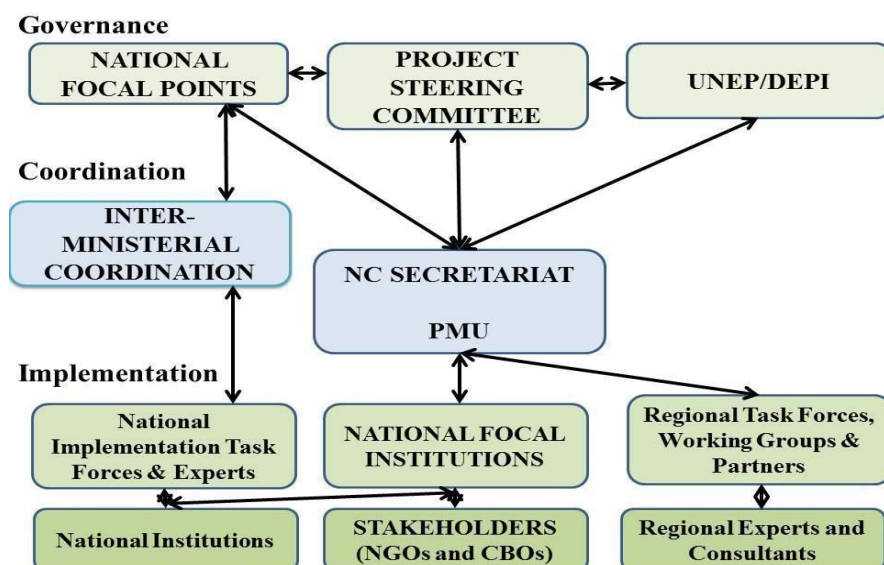 Governance
NATIONAL
FOCAL POINTS
PROJECT
STEERING
COMMITTEE
UNEP/DEPI
Coordination
INTER-
MINISTERIAL
COORDINATION
NC SECRETARIAT
PMU
Implementation
National
Implementation Task
Forces & Experts
NATIONAL FOCAL
INSTITUTIONS
Regional Task Forces,
Working Groups &
Partners
National Institutions
STAKEHOLDERS
(NGOs and CBOs)
Regional Experts and
Consultants